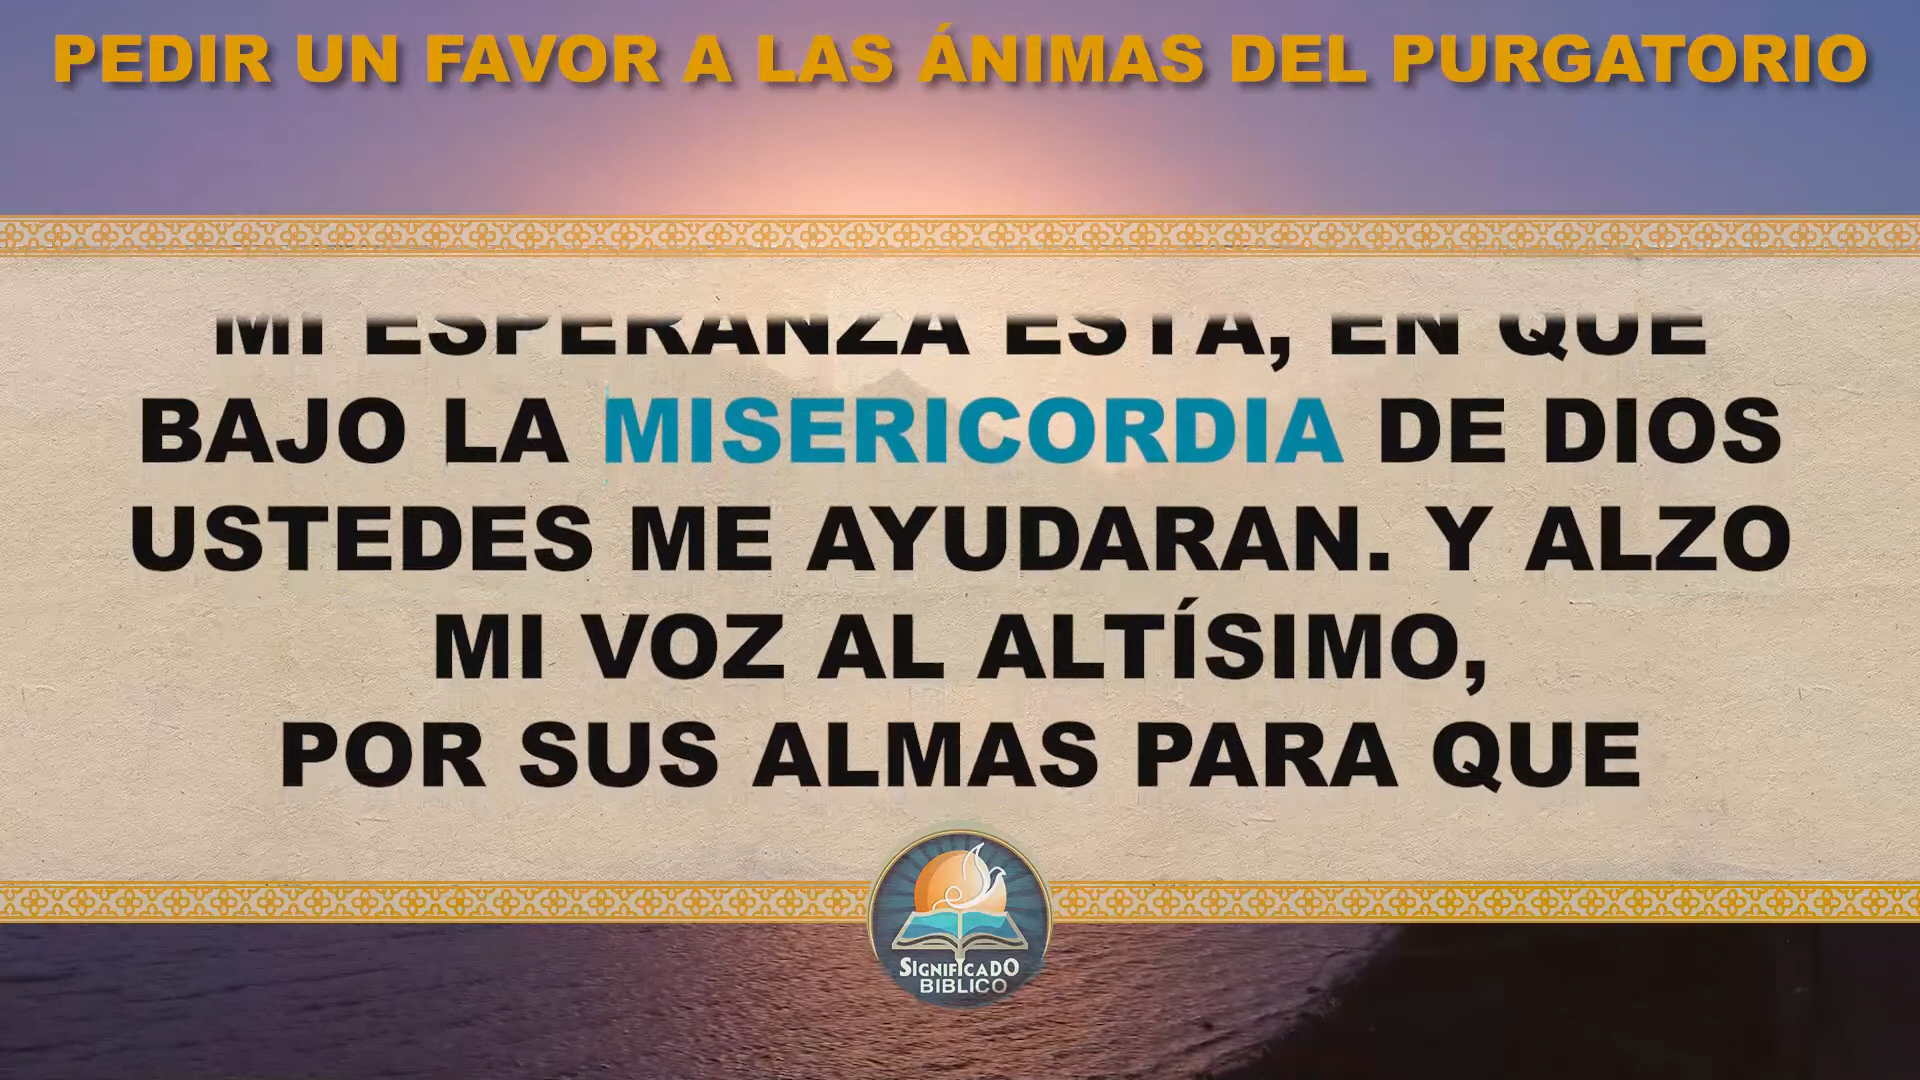 PEDIR UN FAVOR A LAS ÁNIMAS DEL PURGATORIO
MI ESPERANZA ESTA, EN QUE
BAJO LA MISERICORDIA DE DIOS
USTEDES ME AYUDARAN. Y ALZO
MI VOZ AL ALTÍSIMO,
POR SUS ALMAS PARA QUE
SIGNIFICADO
BIBLICO